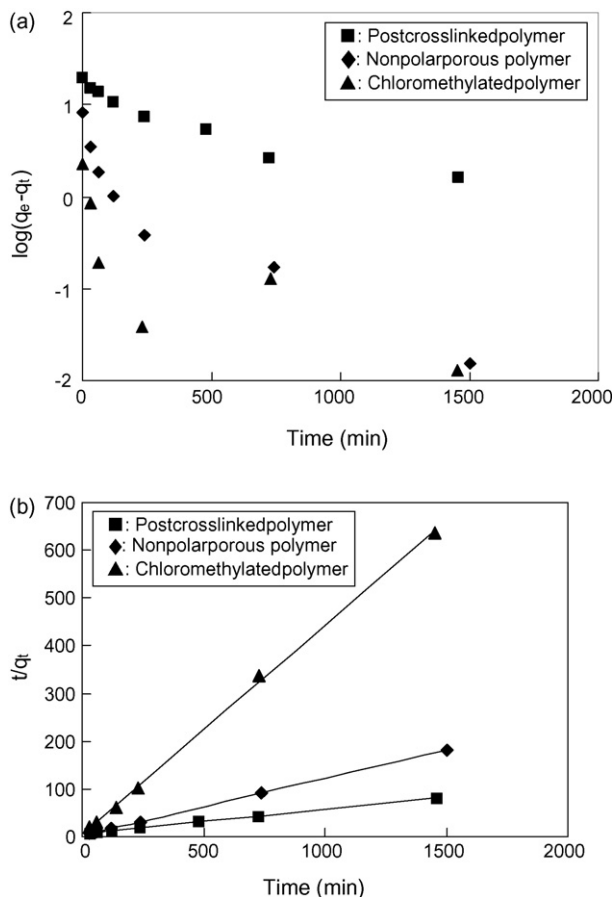 (a)
2
1
0
-1
-2
log(qe-qt)
■: Postcrosslinkedpolymer
◆: Nonpolarporous polymer
▲: Chloromethylatedpolymer
0 500 1000 1500 2000
Time (min)
(b)
700
600
500
400
300
200
100
0
t/qt
■: Postcrosslinkedpolymer
◆: Nonpolarporous polymer
▲: Chloromethylatedpolymer
0 500 1000 1500 2000
Time (min)